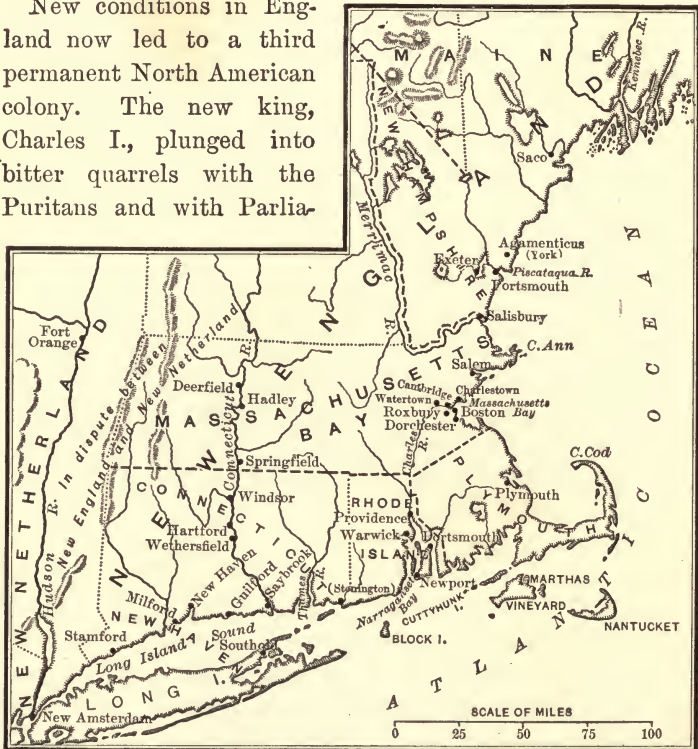 New conditions in Eng-
land now led to a third
permanent North American
colony. The new king,
Charles I., plunged into
bitter quarrels with the
Puritans and with Parlia-
MAINE
Kennebec R.
NEW ENGLAND
NEW HAMPSHIRE
Saco
Merrimac R.
Agamenticus
(York)
Exeter
Piscataqua R.
Portsmouth
Salisbury
C. Ann
Salem
Fort
Orange
In dispute between
New England and New Netherland
Deerfield
Hadley
MASSACHUSETTS
BAY
Cambridge
Charlestown
Watertown
Massachusetts
Bay
Roxbury
Boston
Dorchester
Charles
R.
Connecticut
R.
Springfield
C. Cod
PLYMOUTH
Plymouth
CONNECTICUT
Windsor
Hartford
Wethersfield
RHODE
ISLAND
Providence
Warwick
Portsmouth
Newport
NEW NETHERLAND
Hudson
R.
New Haven
Guilford
Saybrook
Thames
R.
(Stonington)
Narraganset
Bay
Milford
CUTTYHUNK
I.
MARTHAS
VINEYARD
NANTUCKET
BLOCK I.
Stamford
NEW HAVEN
Long Island
Sound
Southold
LONG I.
New Amsterdam
ATLANTIC OCEAN
SCALE OF MILES
0 25 50 75 100